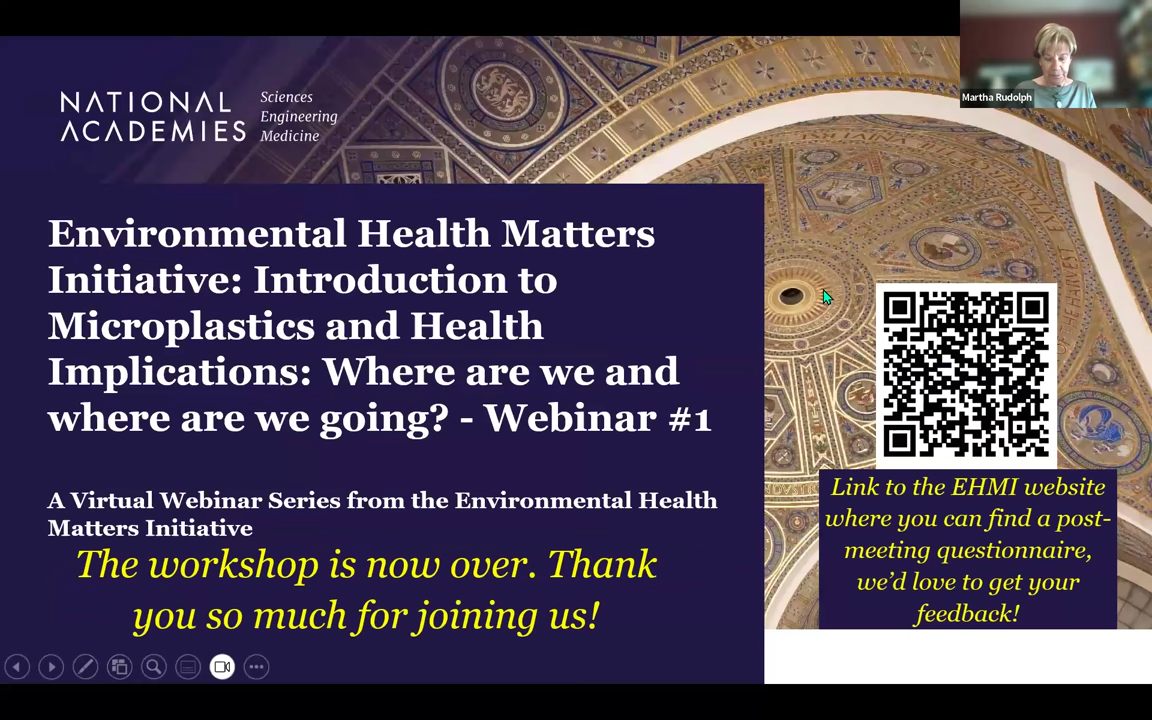 Martha Rudolph
NATIONAL
ACADEMIES
Sciences
Engineering
Medicine
Environmental Health Matters
Initiative: Introduction to
Microplastics and Health
Implications: Where are we and
where are we going? - Webinar #1
A Virtual Webinar Series from the Environmental Health
Matters Initiative
The workshop is now over. Thank
you so much for joining us!
Link to the EHMI website
where you can find a post-
meeting questionnaire,
we’d love to get your
feedback!